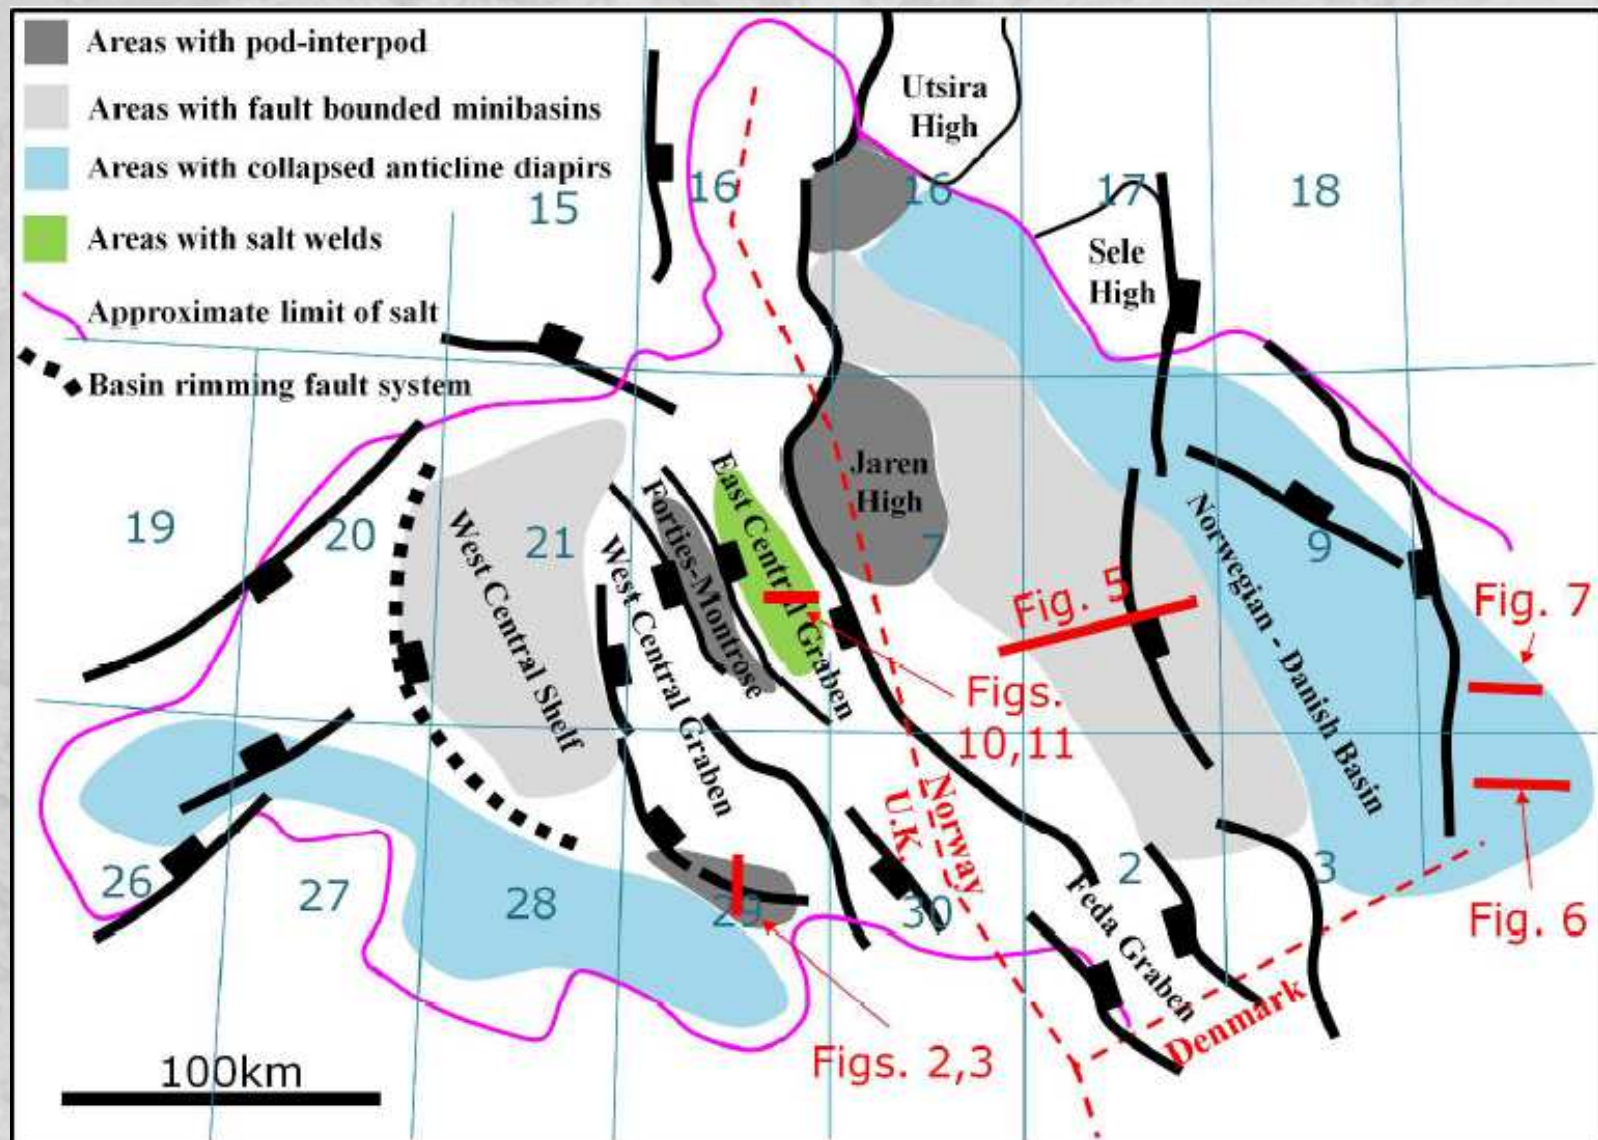 Areas with pod-interpod
Areas with fault bounded minibasins
Areas with collapsed anticline diapirs
Areas with salt welds
Approximate limit of salt
Basin rimming fault system
Utsira
High
15
16
16
17
18
Sele
High
19
20
21
West Central Shelf
West Central Graben
Forties-Montrose
East Central Graben
Jaren
High
7
Fig. 5
Norwegian - Danish Basin
9
Fig. 7
Figs.
10,11
Norway
U.K.
26
27
28
29
30
2
3
Feda Graben
Denmark
Fig. 6
Figs. 2,3
100km